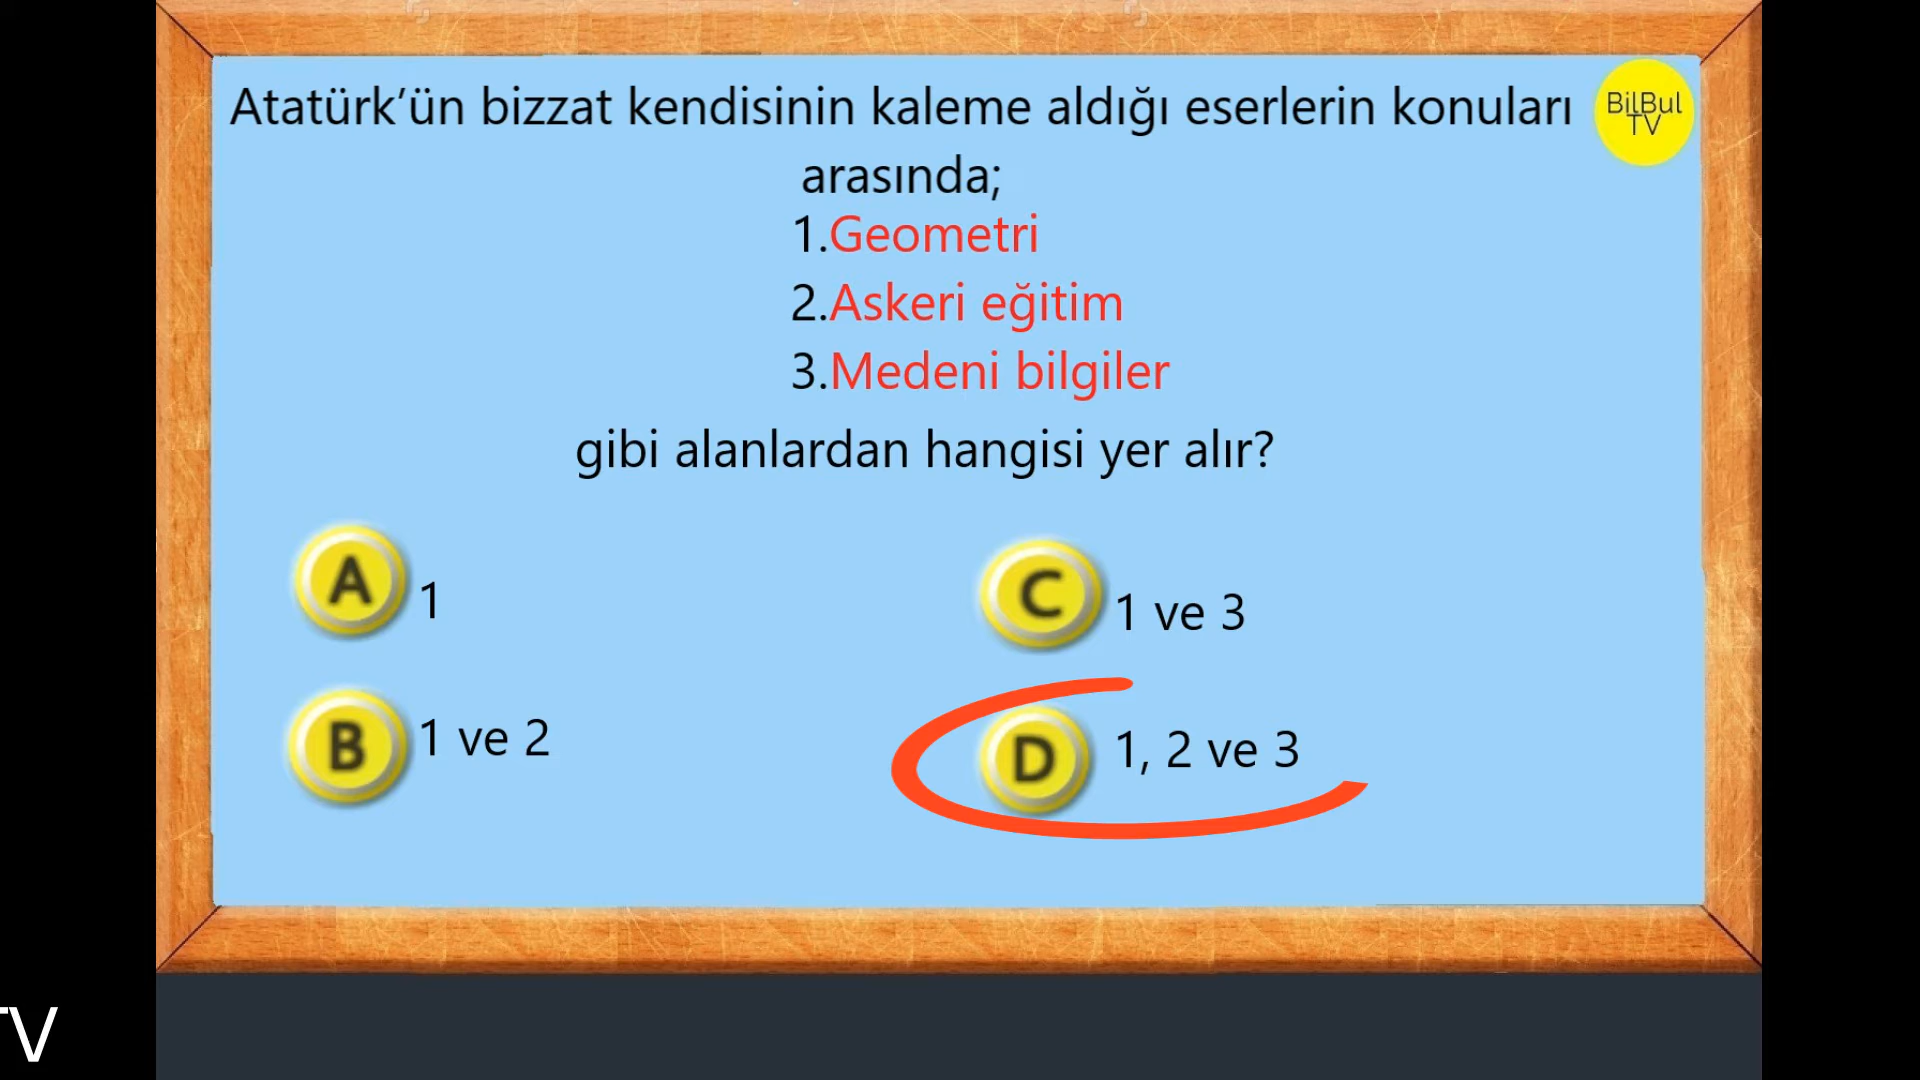 Atatürk’ün bizzat kendisinin kaleme aldığı eserlerin konuları
arasında;
BilBul
TV
1.Geometri
2.Askeri eğitim
3.Medeni bilgiler
gibi alanlardan hangisi yer alır?
A 1
C 1 ve 3
B 1 ve 2
D 1, 2 ve 3
TV